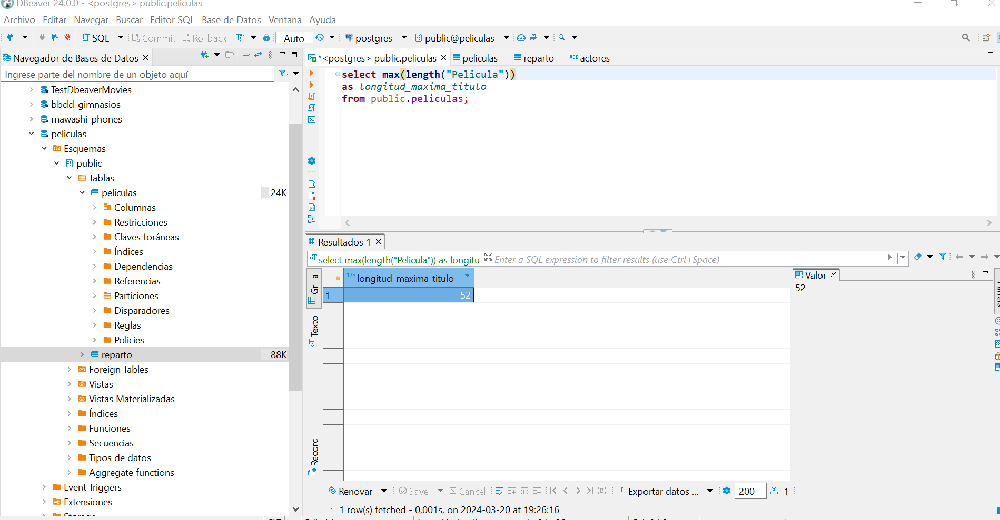 DBeaver 24.0.0 - <postgres> public.peliculas
Archivo Editar Navegar Buscar Editor SQL Base de Datos Ventana Ayuda
SQL Commit Rollback Auto postgres public@peliculas
Navegador de Bases de Datos
Ingrese parte del nombre de un objeto aquí
TestDbeaverMovies
bbdd_gimnasios
mawashi_phones
peliculas
Esquemas
public
Tablas
peliculas 24K
Columnas
Restricciones
Claves foráneas
Índices
Dependencias
Referencias
Particiones
Disparadores
Reglas
Policies
reparto 88K
Foreign Tables
Vistas
Vistas Materializadas
Índices
Funciones
Secuencias
Tipos de datos
Aggregate functions
Event Triggers
Extensiones
*<postgres> public.peliculas peliculas reparto ABC actores
select max(length("Pelicula"))
as longitud_maxima_titulo
from public.peliculas;
Resultados 1
select max(length("Pelicula")) as longitu Enter a SQL expression to filter results (use Ctrl+Space)
Grilla
Texto
Record
123 longitud_maxima_titulo
1 52
Valor
52
Renovar Save Cancel Exportar datos ... 200 1
1 row(s) fetched - 0,001s, on 2024-03-20 at 19:26:16